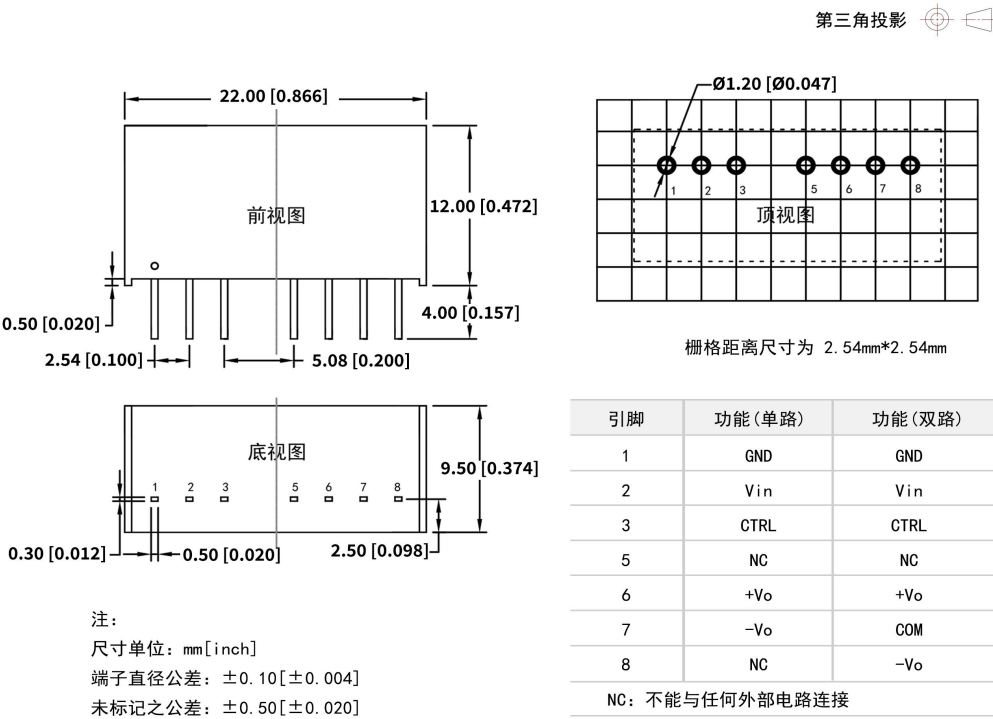 第三角投影
22.00 [0.866]
前视图
12.00 [0.472]
0.50 [0.020]
4.00 [0.157]
2.54 [0.100]
5.08 [0.200]
Ø1.20 [Ø0.047]
1 2 3 5 6 7 8
顶视图
栅格距离尺寸为 2.54mm*2.54mm
底视图
9.50 [0.374]
1 2 3 5 6 7 8
0.30 [0.012]
0.50 [0.020]
2.50 [0.098]
引脚 功能(单路) 功能(双路)
1 GND GND
2 Vin Vin
3 CTRL CTRL
5 NC NC
6 +Vo +Vo
7 -Vo COM
8 NC -Vo
NC: 不能与任何外部电路连接
注:
尺寸单位: mm[inch]
端子直径公差: ±0.10[±0.004]
未标记之公差: ±0.50[±0.020]